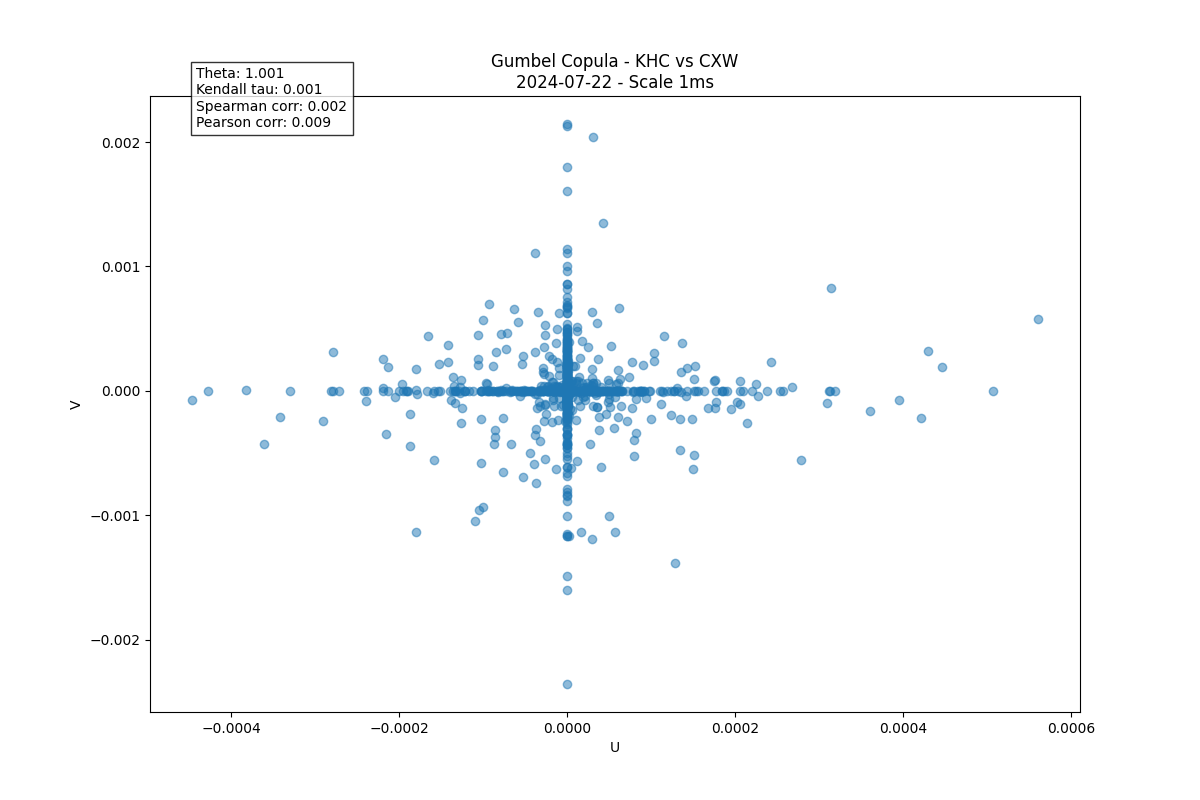 Gumbel Copula - KHC vs CXW
2024-07-22 - Scale 1ms
Theta: 1.001
Kendall tau: 0.001
Spearman corr: 0.002
Pearson corr: 0.009
0.002
0.001
0.000
−0.001
−0.002
V
−0.0004
−0.0002
0.0000
0.0002
0.0004
0.0006
U